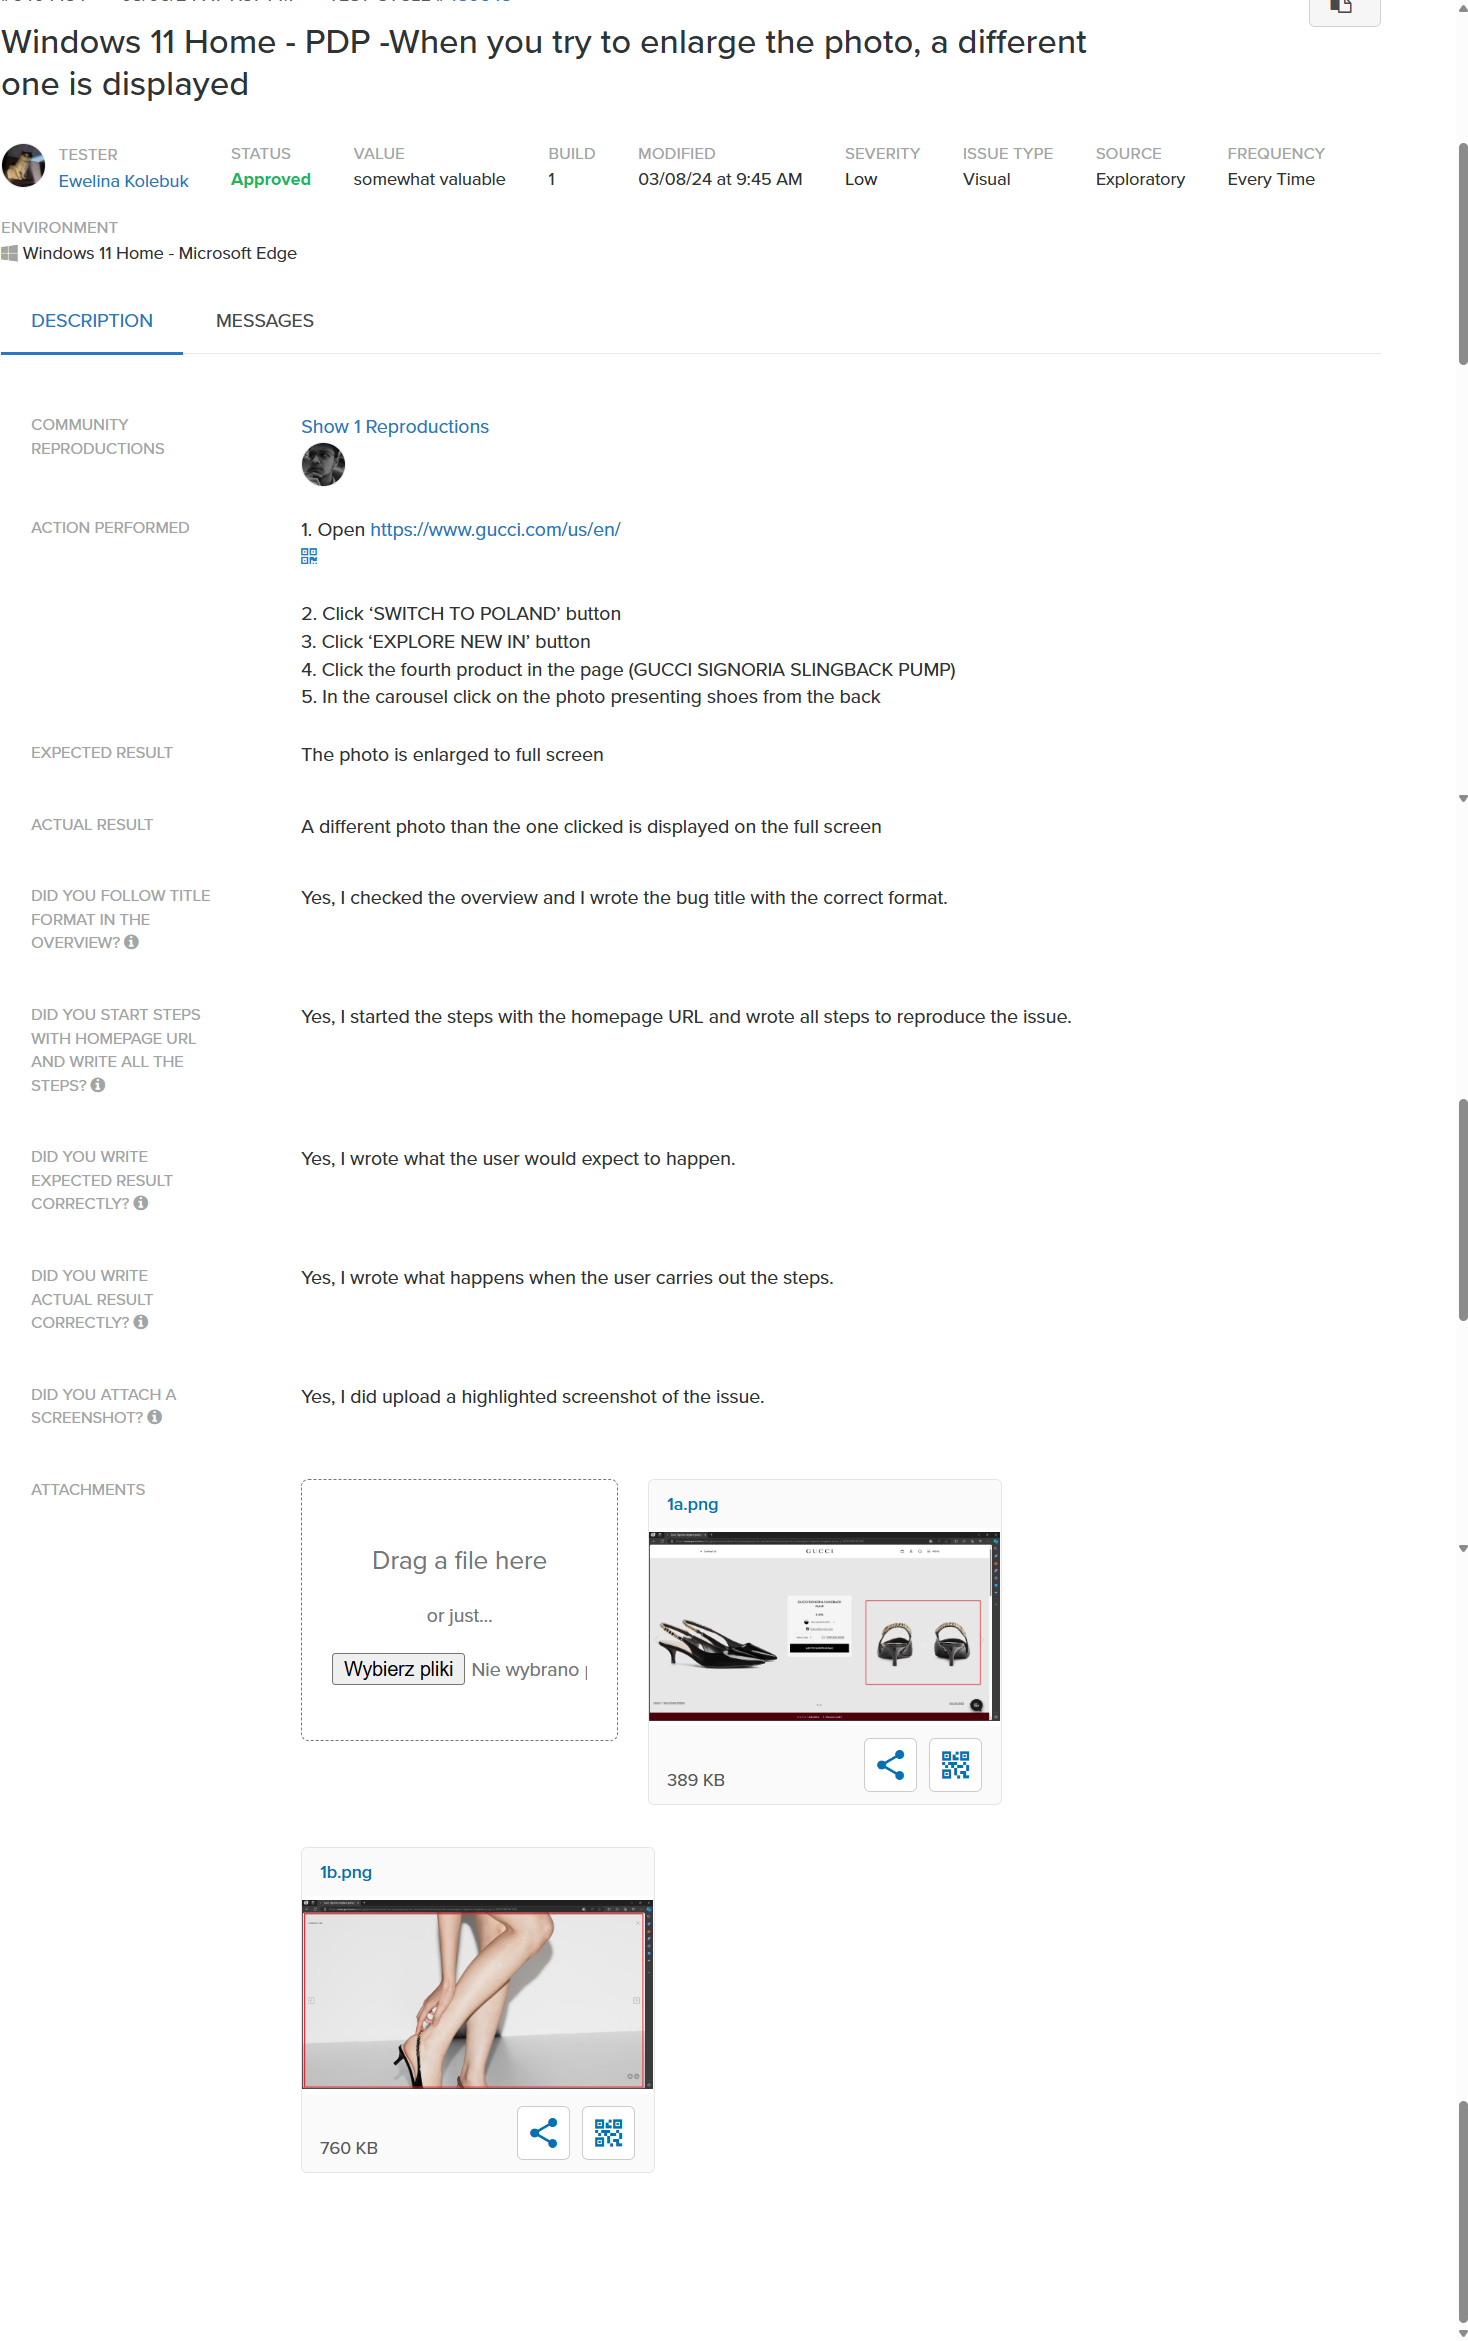 Windows 11 Home - PDP -When you try to enlarge the photo, a different
one is displayed
TESTER
Ewelina Kolebuk
STATUS
Approved
VALUE
somewhat valuable
BUILD
1
MODIFIED
03/08/24 at 9:45 AM
SEVERITY
Low
ISSUE TYPE
Visual
SOURCE
Exploratory
FREQUENCY
Every Time
ENVIRONMENT
Windows 11 Home - Microsoft Edge
DESCRIPTION
MESSAGES
COMMUNITY
REPRODUCTIONS
Show 1 Reproductions
ACTION PERFORMED
1. Open https://www.gucci.com/us/en/
2. Click ‘SWITCH TO POLAND’ button
3. Click ‘EXPLORE NEW IN’ button
4. Click the fourth product in the page (GUCCI SIGNORIA SLINGBACK PUMP)
5. In the carousel click on the photo presenting shoes from the back
EXPECTED RESULT
The photo is enlarged to full screen
ACTUAL RESULT
A different photo than the one clicked is displayed on the full screen
DID YOU FOLLOW TITLE
FORMAT IN THE
OVERVIEW?
Yes, I checked the overview and I wrote the bug title with the correct format.
DID YOU START STEPS
WITH HOMEPAGE URL
AND WRITE ALL THE
STEPS?
Yes, I started the steps with the homepage URL and wrote all steps to reproduce the issue.
DID YOU WRITE
EXPECTED RESULT
CORRECTLY?
Yes, I wrote what the user would expect to happen.
DID YOU WRITE
ACTUAL RESULT
CORRECTLY?
Yes, I wrote what happens when the user carries out the steps.
DID YOU ATTACH A
SCREENSHOT?
Yes, I did upload a highlighted screenshot of the issue.
ATTACHMENTS
Drag a file here
or just...
Wybierz pliki Nie wybrano
1a.png
GUCCI
389 KB
1b.png
760 KB